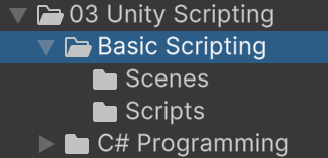 03 Unity Scripting
Basic Scripting
Scenes
Scripts
C# Programming